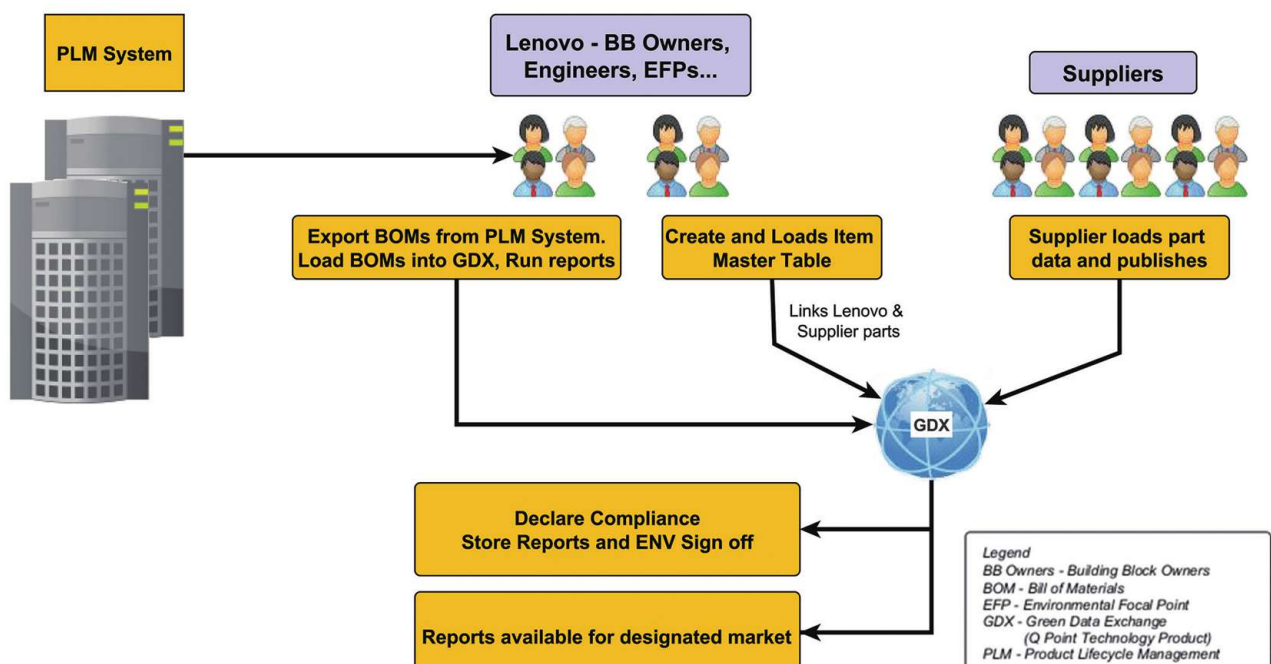 PLM System
Lenovo - BB Owners,
Engineers, EFPs...
Suppliers
Export BOMs from PLM System.
Load BOMs into GDX, Run reports
Create and Loads Item
Master Table
Supplier loads part
data and publishes
Links Lenovo &
Supplier parts
GDX
Declare Compliance
Store Reports and ENV Sign off
Reports available for designated market
Legend
BB Owners - Building Block Owners
BOM - Bill of Materials
EFP - Environmental Focal Point
GDX - Green Data Exchange
(Q Point Technology Product)
PLM - Product Lifecycle Management